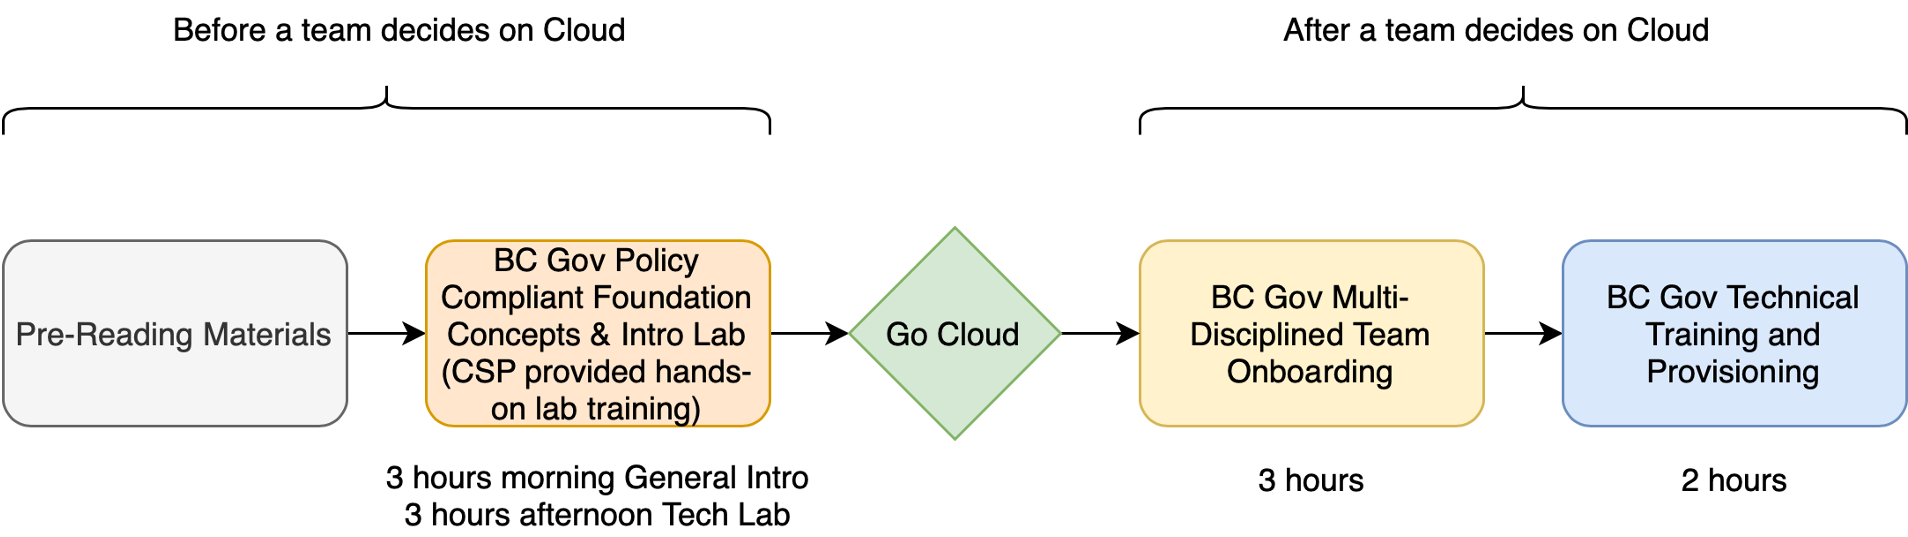 Before a team decides on Cloud
After a team decides on Cloud
Pre-Reading Materials
BC Gov Policy
Compliant Foundation
Concepts & Intro Lab
(CSP provided hands-
on lab training)
Go Cloud
BC Gov Multi-
Disciplined Team
Onboarding
BC Gov Technical
Training and
Provisioning
3 hours morning General Intro
3 hours afternoon Tech Lab
3 hours
2 hours